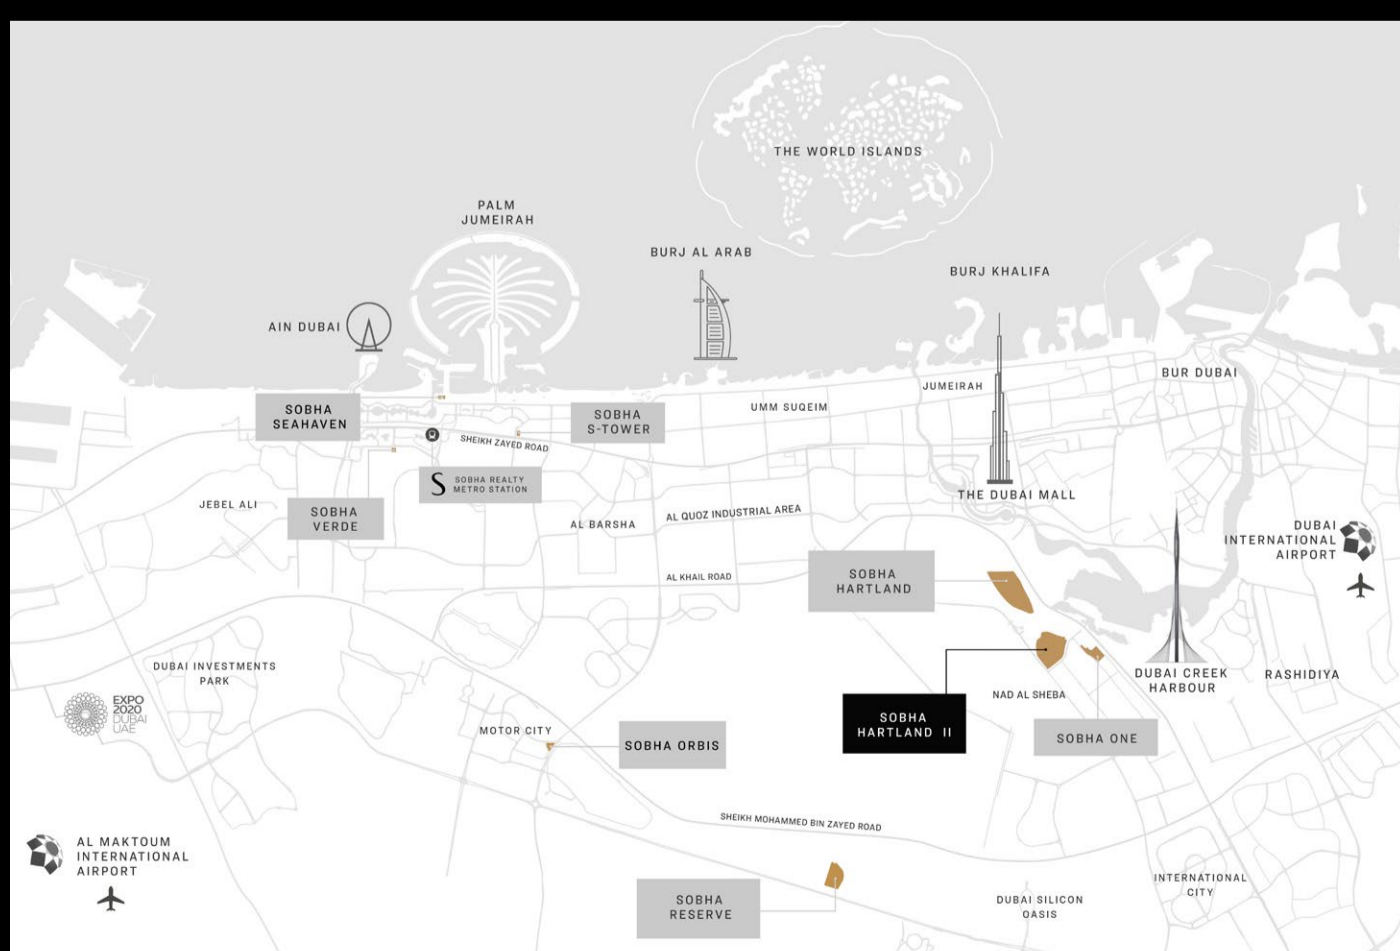 THE WORLD ISLANDS
PALM
JUMEIRAH
BURJ AL ARAB
BURJ KHALIFA
AIN DUBAI
BUR DUBAI
JUMEIRAH
SOBHA
SEAHAVEN
SOBHA
S-TOWER
UMM SUQEIM
SHEIKH ZAYED ROAD
S
SOBHA REALTY
METRO STATION
THE DUBAI MALL
JEBEL ALI
SOBHA
VERDE
AL BARSHA
AL QUOZ INDUSTRIAL AREA
DUBAI
INTERNATIONAL
AIRPORT
AL KHAIL ROAD
SOBHA
HARTLAND
DUBAI INVESTMENTS
PARK
DUBAI CREEK
HARBOUR
RASHIDIYA
NAD AL SHEBA
EXPO
2020
DUBAI
UAE
MOTOR CITY
SOBHA ORBIS
SOBHA
HARTLAND II
SOBHA ONE
SHEIKH MOHAMMED BIN ZAYED ROAD
AL MAKTOUM
INTERNATIONAL
AIRPORT
SOBHA
RESERVE
DUBAI SILICON
OASIS
INTERNATIONAL
CITY